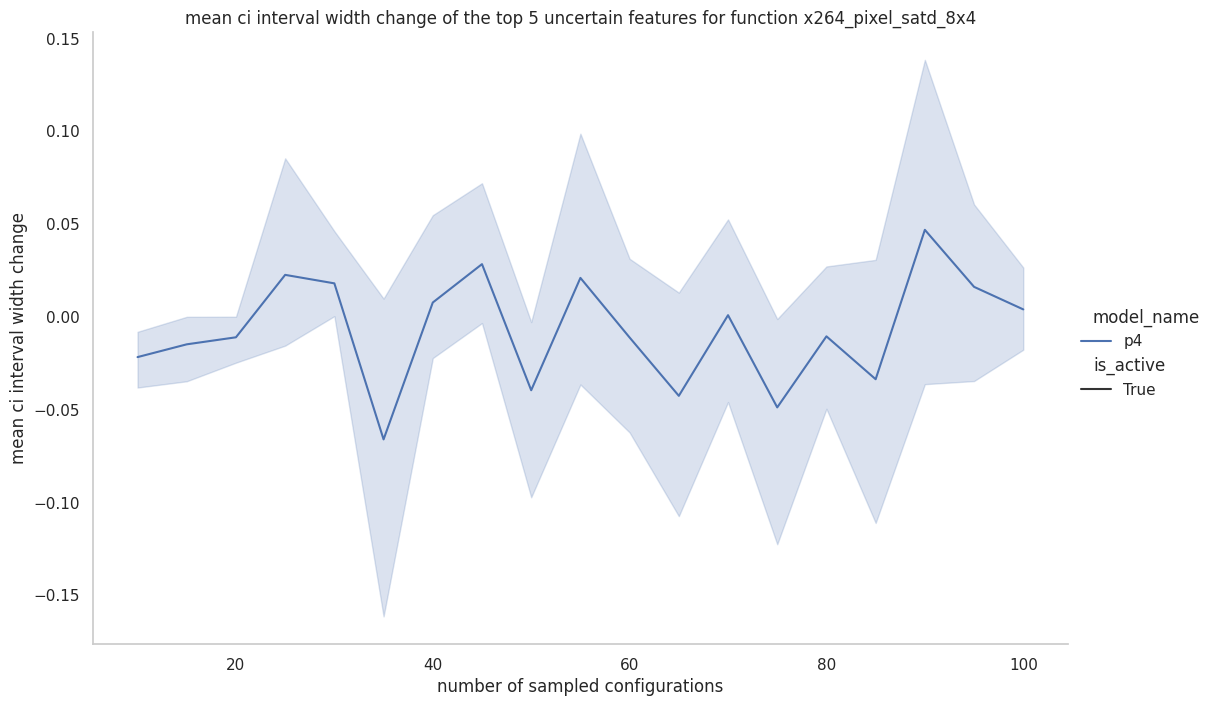 mean ci interval width change of the top 5 uncertain features for function x264_pixel_satd_8x4
0.15
0.10
0.05
0.00
−0.05
−0.10
−0.15
mean ci interval width change
20
40
60
80
100
number of sampled configurations
model_name
p4
is_active
True